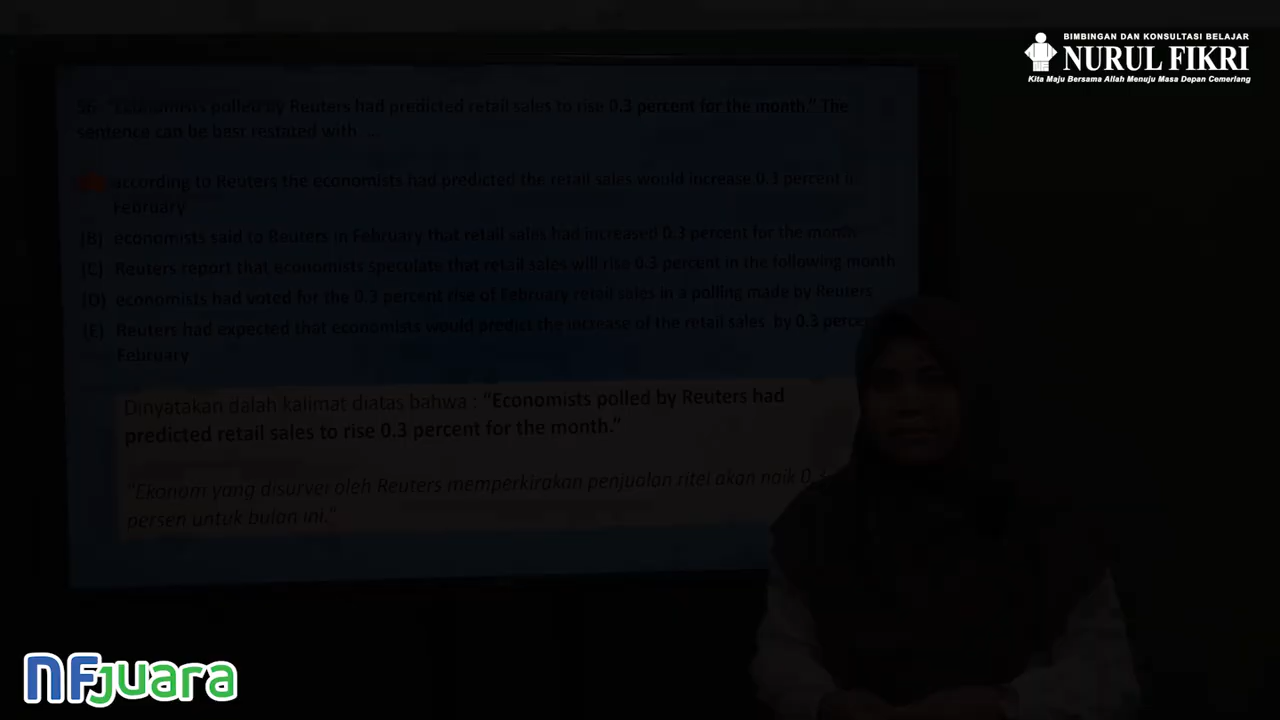 BIMBINGAN DAN KONSULTASI BELAJAR
NURUL FIKRI
Kita Maju Bersama Allah Menuju Masa Depan Cemerlang
56. "Economists polled by Reuters had predicted retail sales to rise 0.3 percent for the month." The
sentence can be best restated with ...
according to Reuters the economists had predicted the retail sales would increase 0.3 percent in
February
(B) economists said to Reuters in February that retail sales had increased 0.3 percent for the month
(C) Reuters report that economists speculate that retail sales will rise 0.3 percent in the following month
(D) economists had voted for the 0.3 percent rise of February retail sales in a polling made by Reuters
(E) Reuters had expected that economists would predict the increase of the retail sales by 0.3
February
Dinyatakan dalah kalimat diatas bahwa : "Economists polled by Reuters had
predicted retail sales to rise 0.3 percent for the month."
"Ekonom yang disurvei oleh Reuters memperkirakan penjualan ritel akan naik
persen untuk bulan ini."
NFjuara